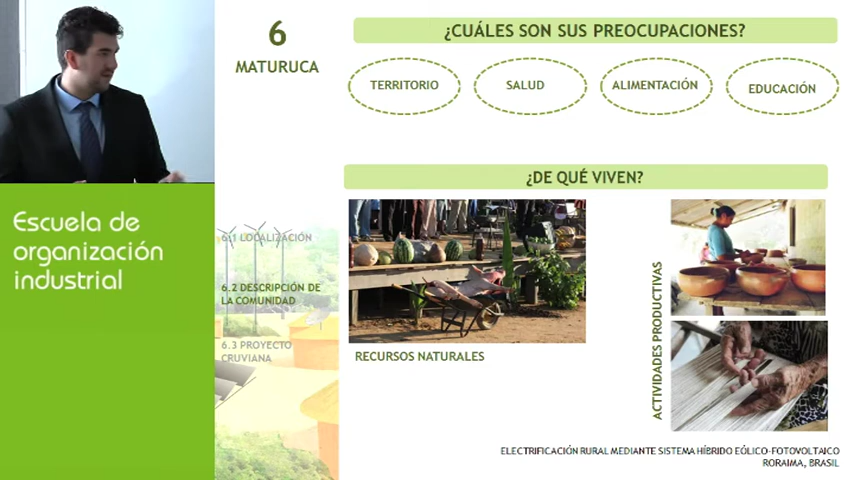 6
MATURUCA
¿CUÁLES SON SUS PREOCUPACIONES?
TERRITORIO
SALUD
ALIMENTACIÓN
EDUCACIÓN
¿DE QUÉ VIVEN?
Escuela de
organización
industrial
6.1 LOCALIZACIÓN
6.2 DESCRIPCIÓN DE
LA COMUNIDAD
6.3 PROYECTO
CRUVIANA
RECURSOS NATURALES
ACTIVIDADES PRODUCTIVAS
ELECTRIFICACIÓN RURAL MEDIANTE SISTEMA HÍBRIDO EÓLICO-FOTOVOLTAICO
RORAIMA, BRASIL